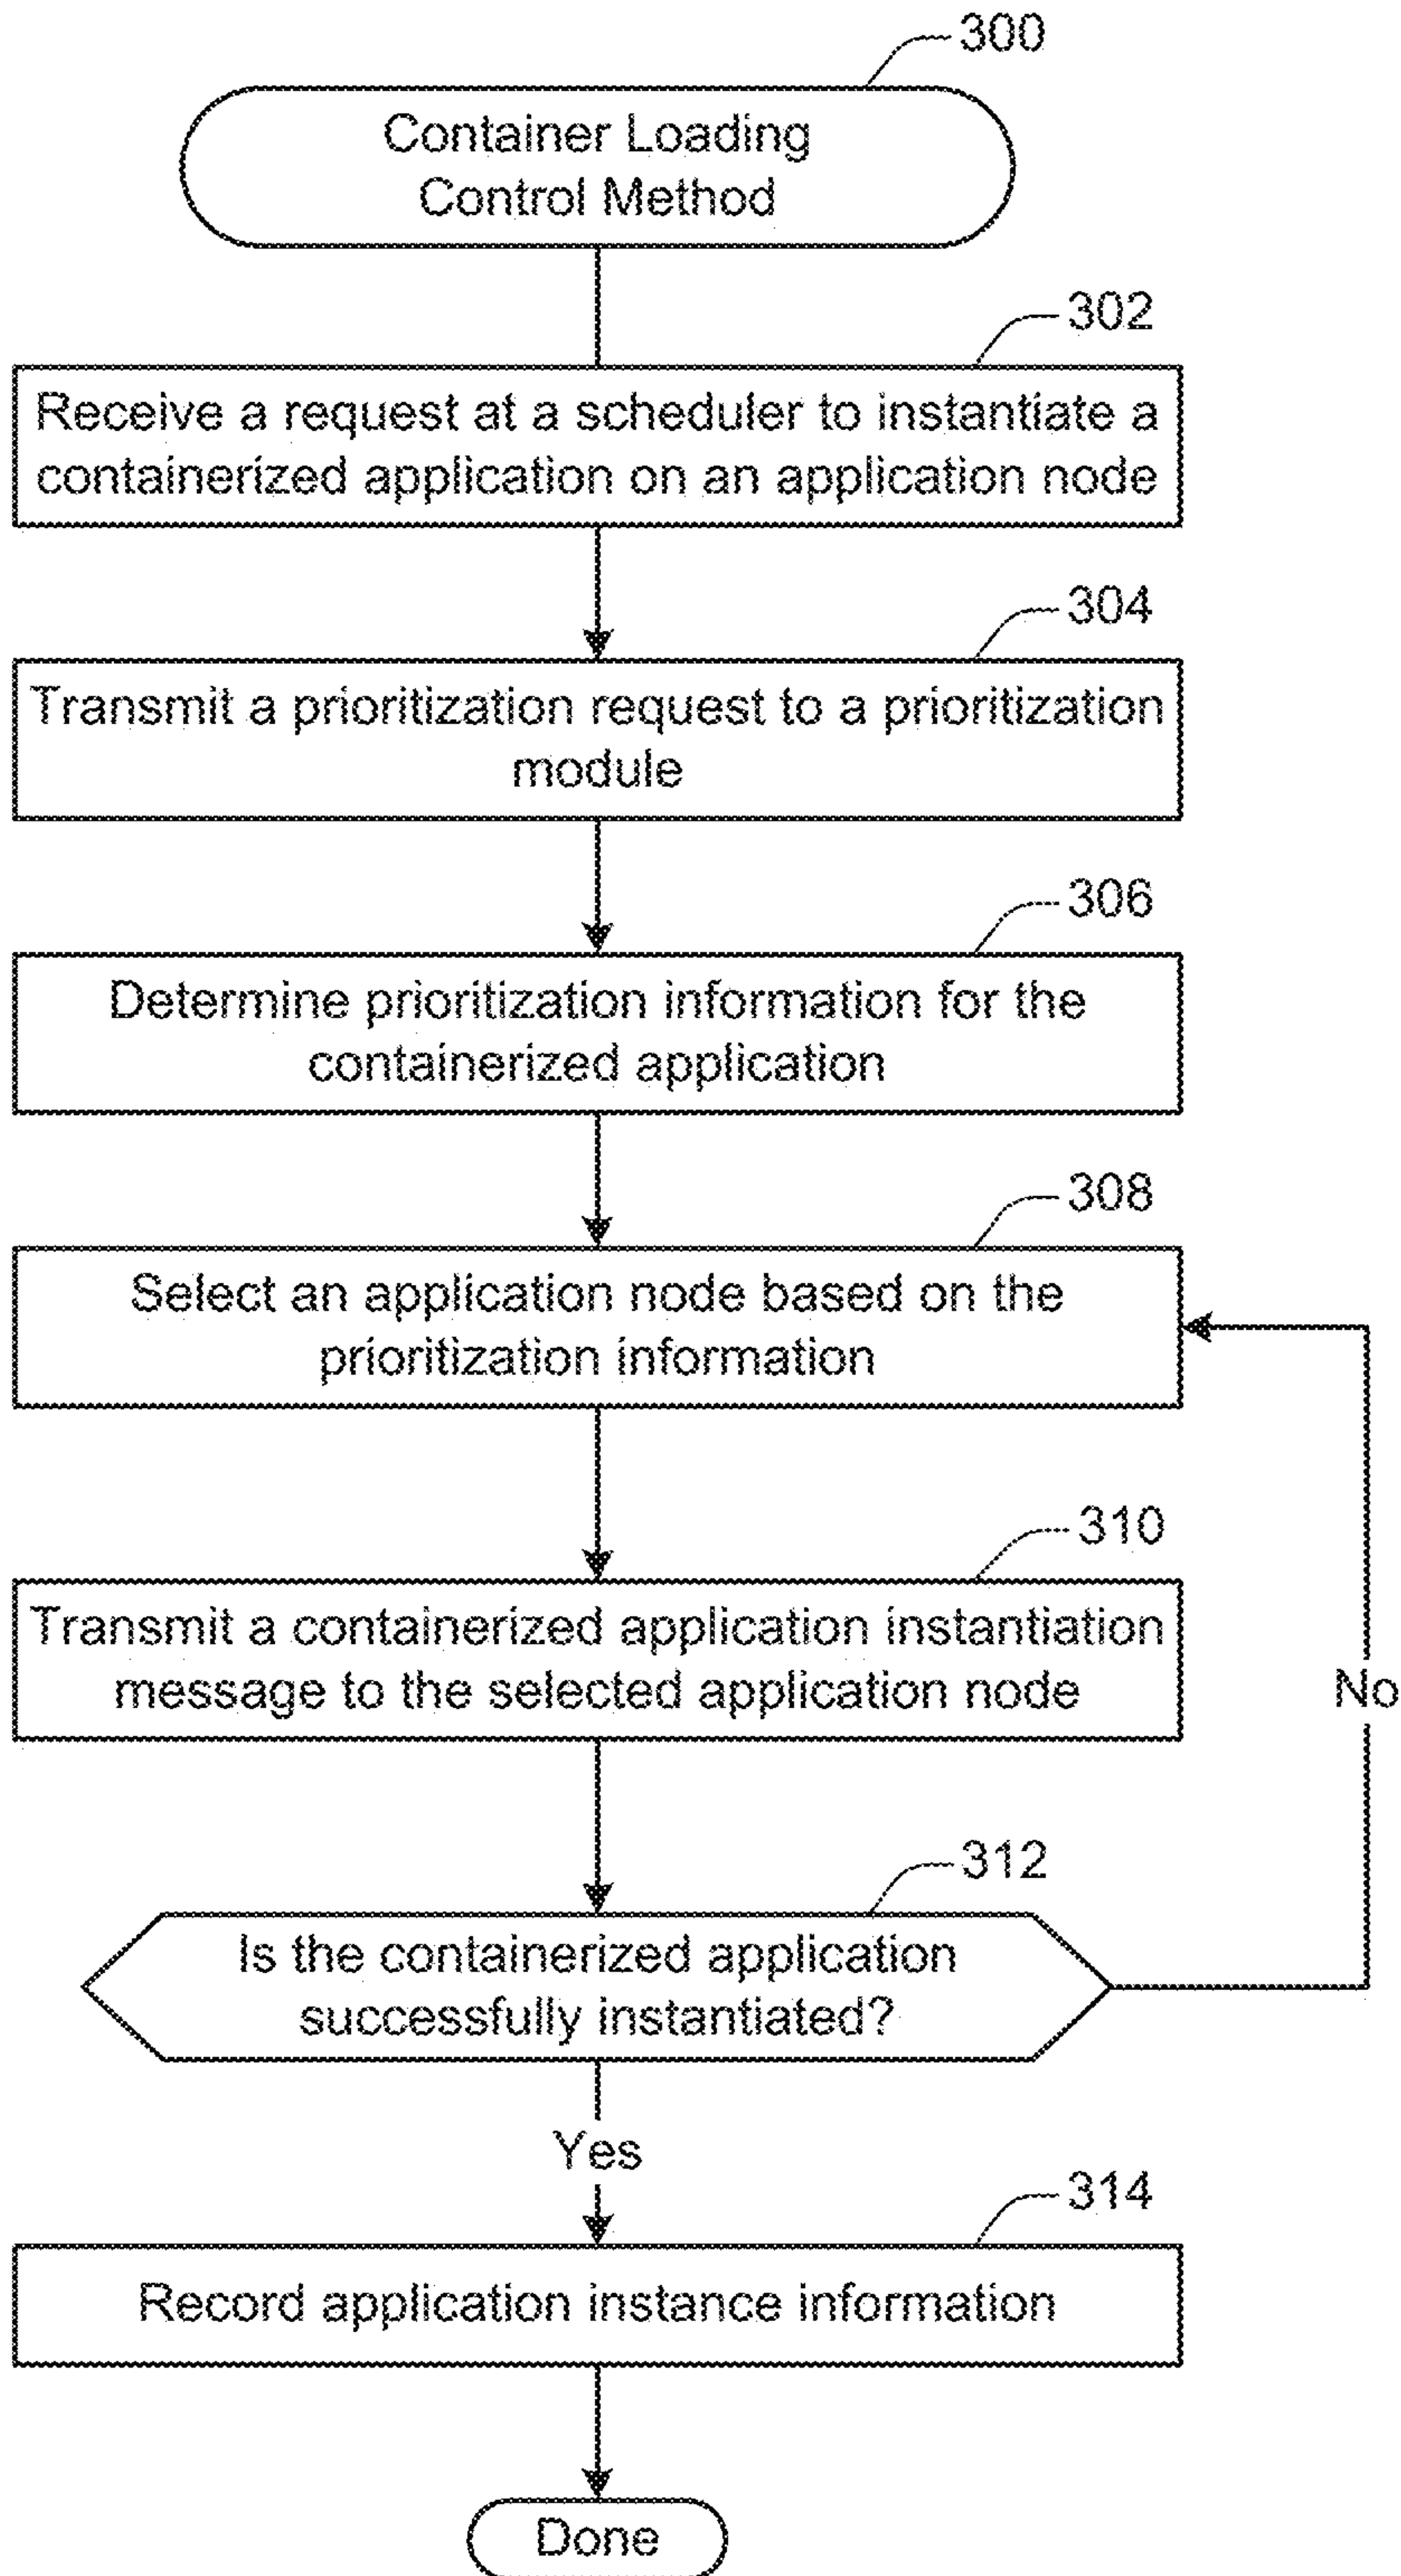 300
Container Loading
Control Method
302
Receive a request at a scheduler to instantiate a
containerized application on an application node
304
Transmit a prioritization request to a prioritization
module
306
Determine prioritization information for the
containerized application
308
Select an application node based on the
prioritization information
310
Transmit a containerized application instantiation
message to the selected application node
No
312
Is the containerized application
successfully instantiated?
Yes
314
Record application instance information
Done